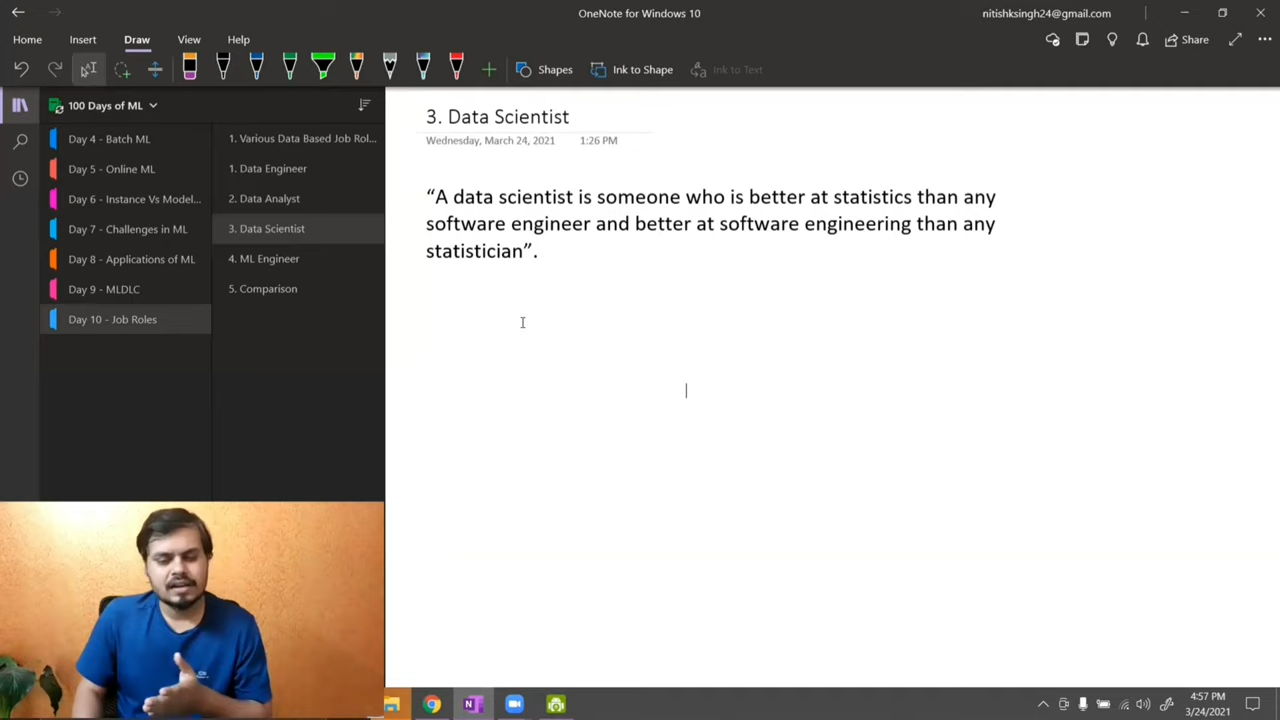 OneNote for Windows 10
nitishksingh24@gmail.com
Home
Insert
Draw
View
Help
Share
Shapes
Ink to Shape
Ink to Text
100 Days of ML
Day 4 - Batch ML
Day 5 - Online ML
Day 6 - Instance Vs Model...
Day 7 - Challenges in ML
Day 8 - Applications of ML
Day 9 - MLDLC
Day 10 - Job Roles
1. Various Data Based Job Rol...
1. Data Engineer
2. Data Analyst
3. Data Scientist
4. ML Engineer
5. Comparison
3. Data Scientist
Wednesday, March 24, 2021 1:26 PM
“A data scientist is someone who is better at statistics than any
software engineer and better at software engineering than any
statistician”.
4:57 PM
3/24/2021